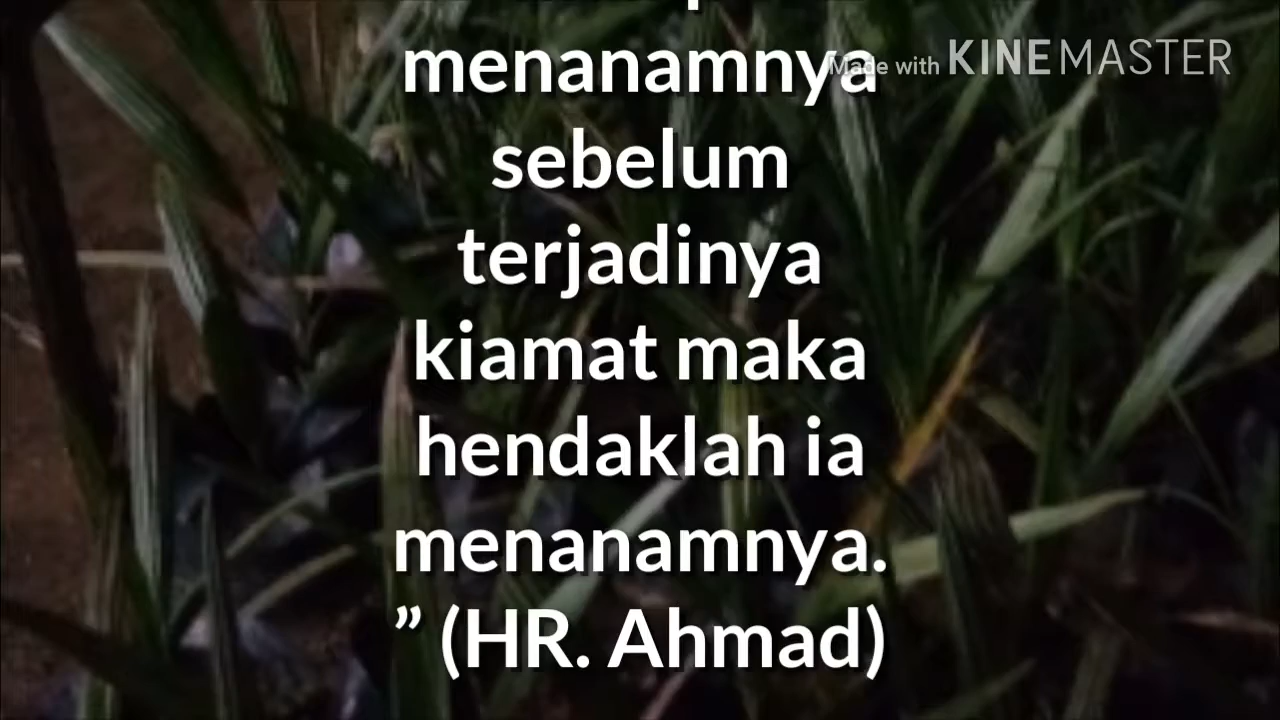 menanamnya
Made with KINEMASTER
sebelum
terjadinya
kiamat maka
hendaklah ia
menanamnya.
” (HR. Ahmad)